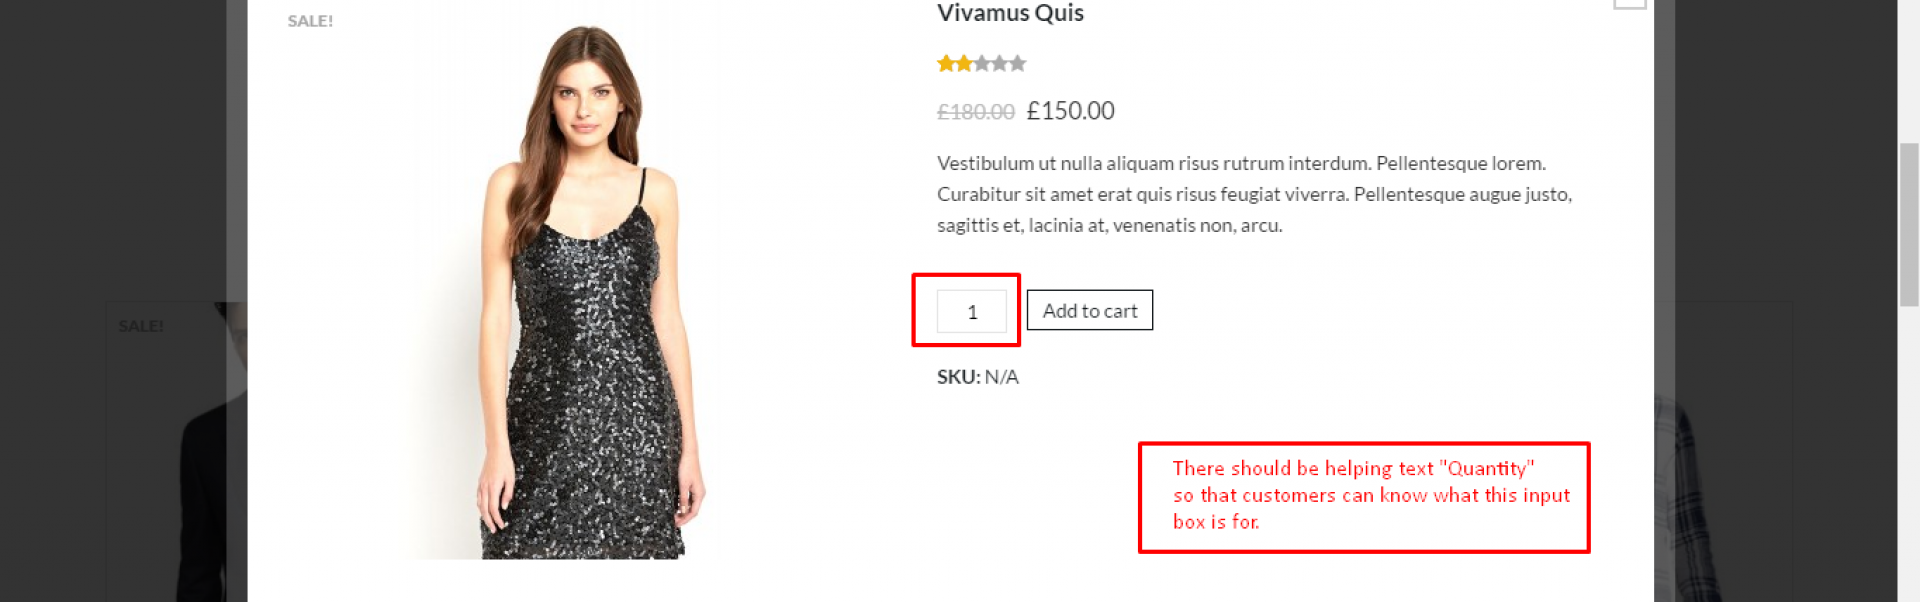 SALE!
Vivamus Quis
£180.00 £150.00
Vestibulum ut nulla aliquam risus rutrum interdum. Pellentesque lorem.
Curabitur sit amet erat quis risus feugiat viverra. Pellentesque augue justo,
sagittis et, lacinia at, venenatis non, arcu.
1 Add to cart
SALE!
SKU: N/A
There should be helping text "Quantity"
so that customers can know what this input
box is for.